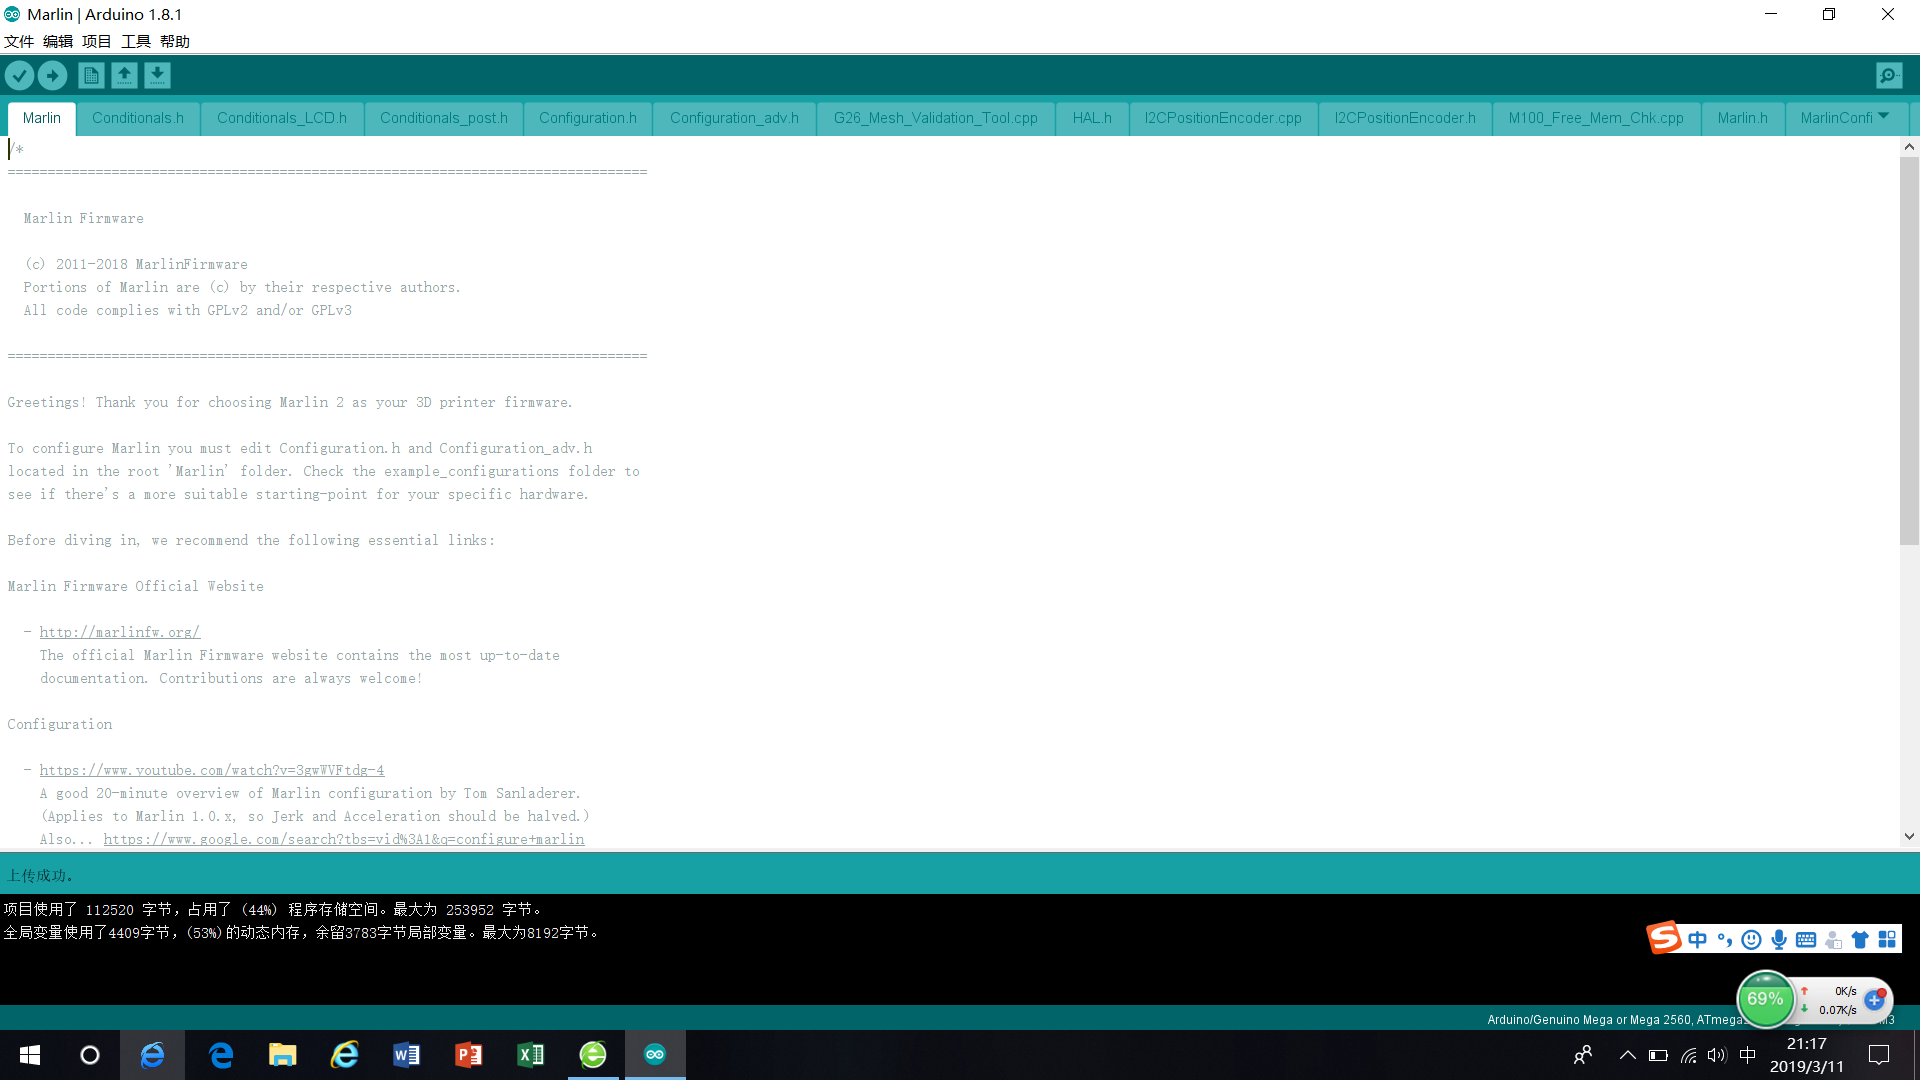 Marlin | Arduino 1.8.1
文件 编辑 项目 工具 帮助
Marlin Conditionals.h Conditionals_LCD.h Conditionals_post.h Configuration.h Configuration_adv.h G26_Mesh_Validation_Tool.cpp HAL.h I2CPositionEncoder.cpp I2CPositionEncoder.h M100_Free_Mem_Chk.cpp Marlin.h MarlinConfi
/*
================================================================================
Marlin Firmware
(c) 2011-2018 MarlinFirmware
Portions of Marlin are (c) by their respective authors.
All code complies with GPLv2 and/or GPLv3
================================================================================
Greetings! Thank you for choosing Marlin 2 as your 3D printer firmware.
To configure Marlin you must edit Configuration.h and Configuration_adv.h
located in the root 'Marlin' folder. Check the example_configurations folder to
see if there's a more suitable starting-point for your specific hardware.
Before diving in, we recommend the following essential links:
Marlin Firmware Official Website
- http://marlinfw.org/
The official Marlin Firmware website contains the most up-to-date
documentation. Contributions are always welcome!
Configuration
- https://www.youtube.com/watch?v=3gwWVFtdg-4
A good 20-minute overview of Marlin configuration by Tom Sanladerer.
(Applies to Marlin 1.0.x, so Jerk and Acceleration should be halved.)
Also... https://www.google.com/search?tbs=vid%3A1&q=configure+marlin
上传成功。
项目使用了 112520 字节，占用了 (44%) 程序存储空间。最大为 253952 字节。
全局变量使用了4409字节，(53%)的动态内存，余留3783字节局部变量。最大为8192字节。
中
69%
0K/s
0.07K/s
Arduino/Genuino Mega or Mega 2560, ATmega2
M3
中
21:17
2019/3/11